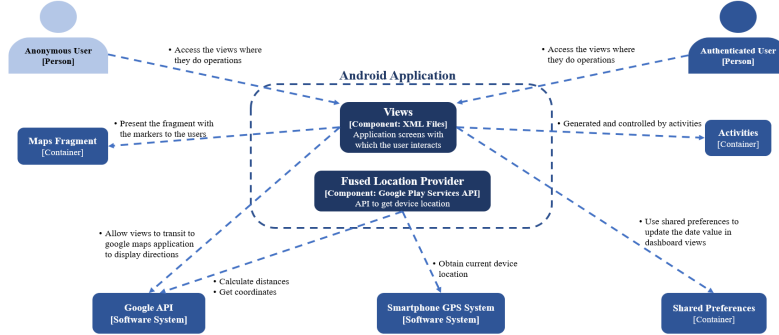 Anonymous User
[Person]
• Access the views where
they do operations
• Access the views where
they do operations
Authenticated User
[Person]
Android Application
Views
[Component: XML Files]
Application screens with
which the user interacts
• Present the fragment with
the markers to the users
• Generated and controlled by activities
Maps Fragment
[Container]
Activities
[Container]
Fused Location Provider
[Component: Google Play Services API]
API to get device location
• Allow views to transit to
google maps application
to display directions
• Use shared preferences to
update the date value in
dashboard views
• Obtain current device
location
• Calculate distances
• Get coordinates
Google API
[Software System]
Smartphone GPS System
[Software System]
Shared Preferences
[Container]